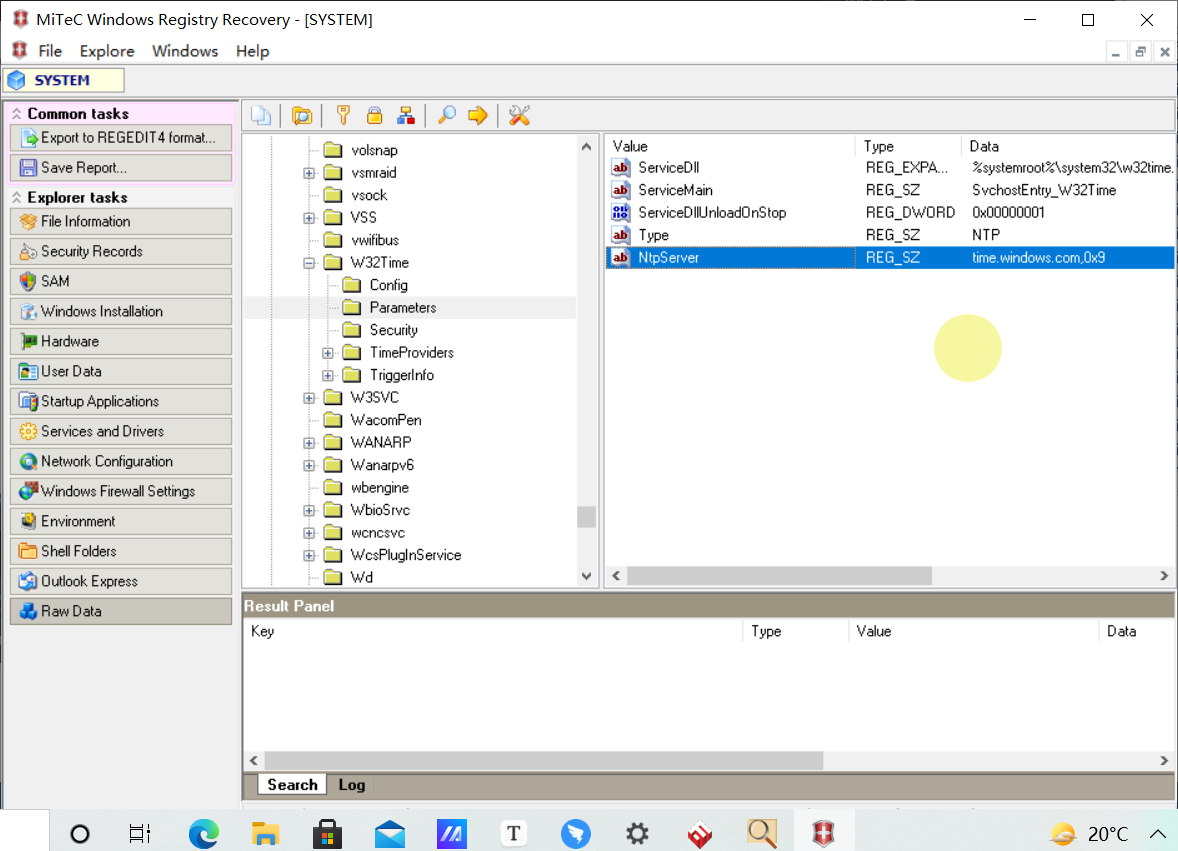 MiTeC Windows Registry Recovery - [SYSTEM]
File Explore Windows Help
SYSTEM
Common tasks
Export to REGEDIT4 format...
Save Report...
Explorer tasks
File Information
Security Records
SAM
Windows Installation
Hardware
User Data
Startup Applications
Services and Drivers
Network Configuration
Windows Firewall Settings
Environment
Shell Folders
Outlook Express
Raw Data
volsnap
vsmraid
vsock
VSS
vwifibus
W32Time
Config
Parameters
Security
TimeProviders
TriggerInfo
W3SVC
WacomPen
WANARP
Wanarpv6
wbengine
WbioSrvc
wcncsvc
WcsPlugInService
Wd
Value Type Data
ServiceDll REG_EXPA... %systemroot%\system32\w32time.
ServiceMain REG_SZ SvchostEntry_W32Time
ServiceDllUnloadOnStop REG_DWORD 0x00000001
Type REG_SZ NTP
NtpServer REG_SZ time.windows.com,0x9
Result Panel
Key Type Value Data
Search Log
T
20°C